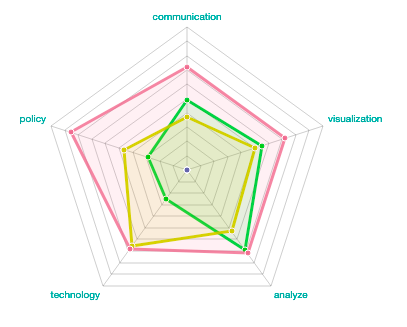 communication
policy
visualization
technology
analyze